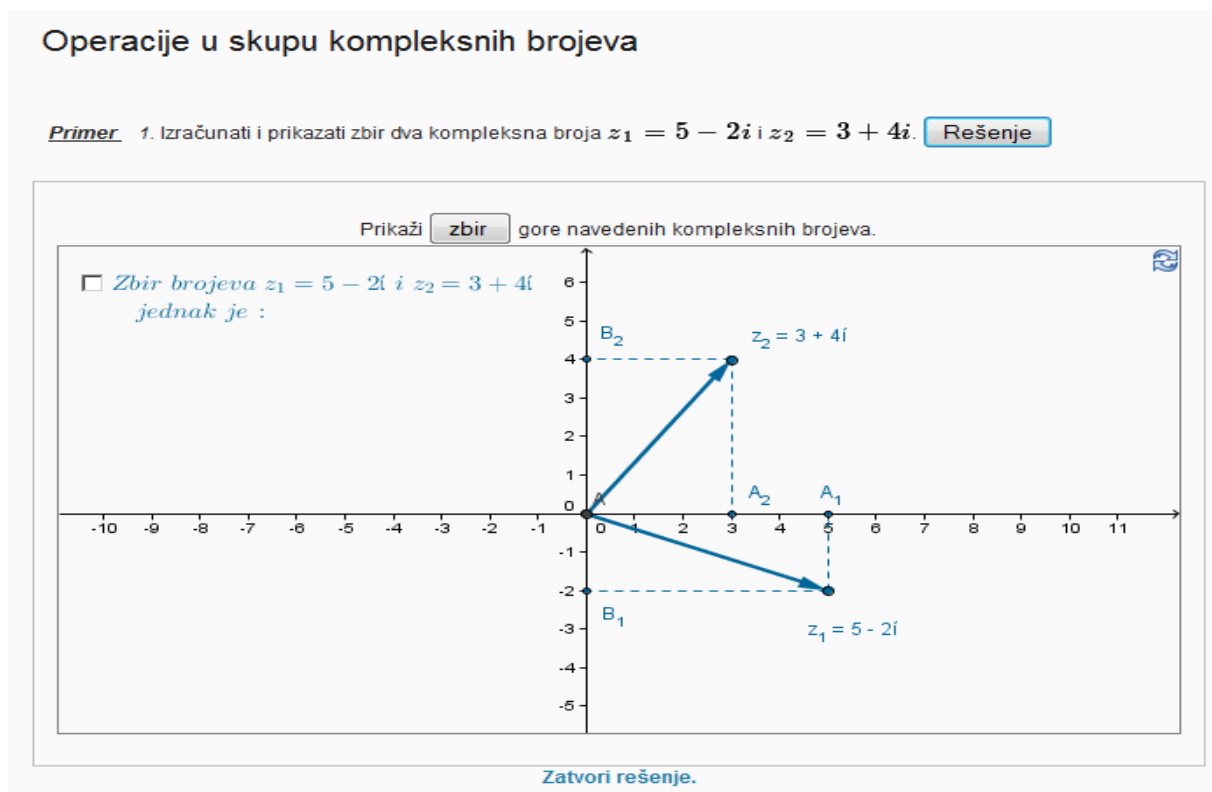 Operacije u skupu kompleksnih brojeva
Primer 1. Izračunati i prikazati zbir dva kompleksna broja z₁ = 5 − 2i i z₂ = 3 + 4i. Rešenje
Prikaži zbir gore navedenih kompleksnih brojeva.
Zbir brojeva z₁ = 5 − 2í i z₂ = 3 + 4í
jednak je :
6
5
B₂
z₂ = 3 + 4í
4
3
2
1
A₂
A₁
0
A
-10 -9 -8 -7 -6 -5 -4 -3 -2 -1 0 1 2 3 4 5 6 7 8 9 10 11
-1
-2
B₁
-3
z₁ = 5 - 2í
-4
-5
Zatvori rešenje.